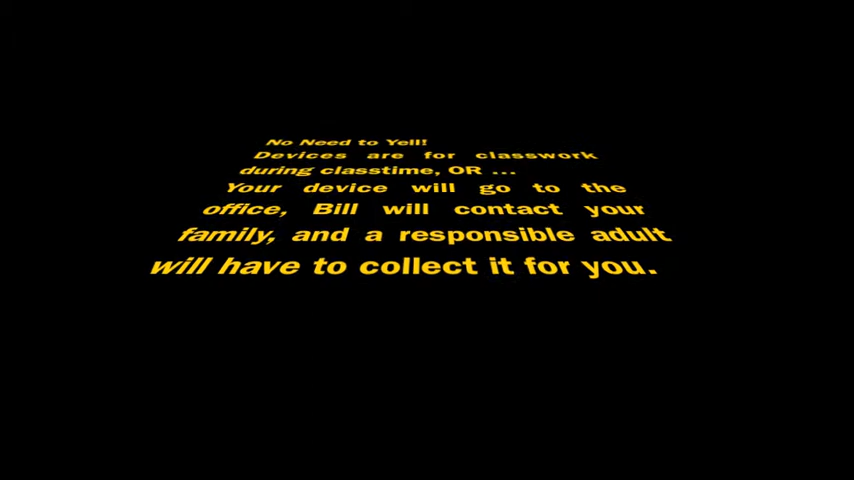 No Need to Yell!
Devices are for classwork
during classtime, OR ...
Your device will go to the
office, Bill will contact your
family, and a responsible adult
will have to collect it for you.